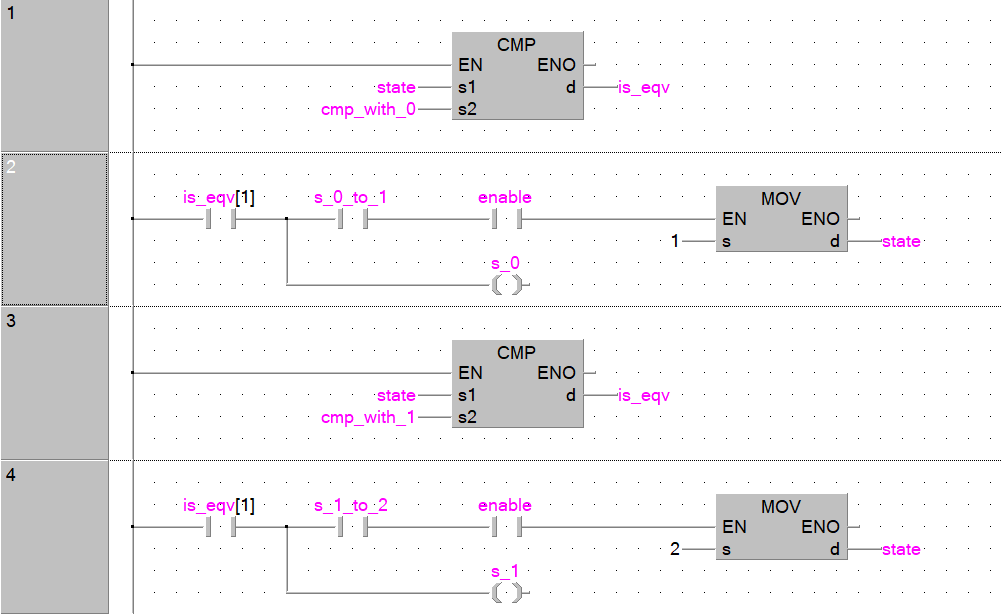 1
CMP
EN ENO
state s1 d is_eqv
cmp_with_0 s2
2
is_eqv[1] s_0_to_1 enable MOV
EN ENO
1 s d state
s_0
3
CMP
EN ENO
state s1 d is_eqv
cmp_with_1 s2
4
is_eqv[1] s_1_to_2 enable MOV
EN ENO
2 s d state
s_1